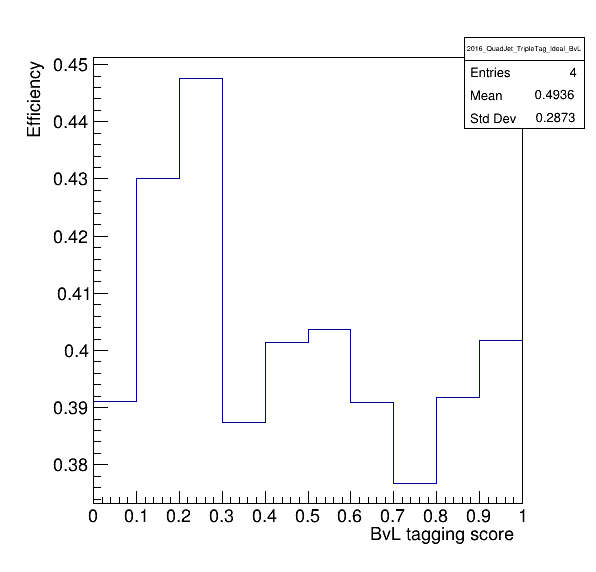 2016_QuadJet_TripleTag_Ideal_BvL
Entries 4
Mean 0.4936
Std Dev 0.2873
Efficiency
0.45
0.44
0.43
0.42
0.41
0.4
0.39
0.38
0 0.1 0.2 0.3 0.4 0.5 0.6 0.7 0.8 0.9 1
BvL tagging score